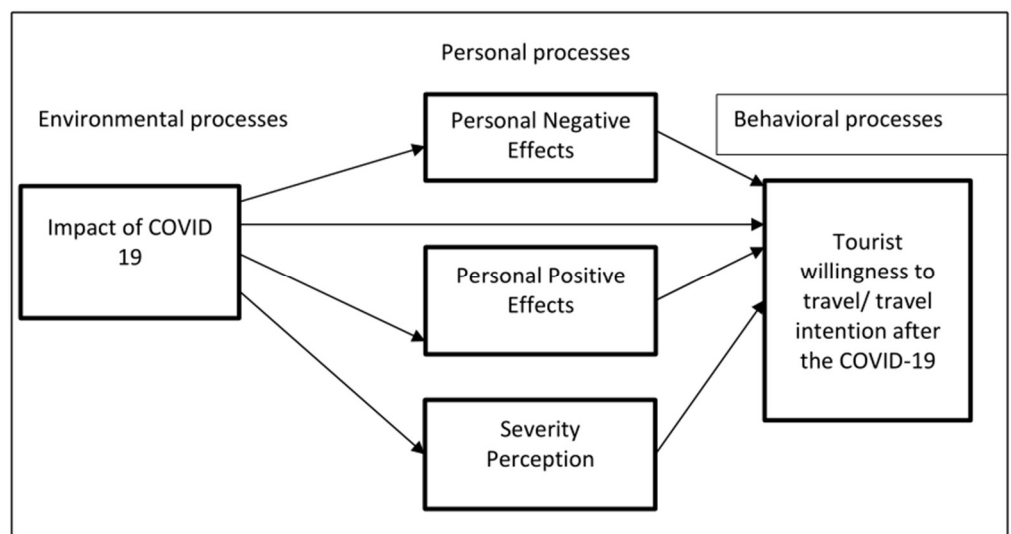 Personal processes
Environmental processes
Personal Negative
Effects
Behavioral processes
Impact of COVID
19
Personal Positive
Effects
Tourist
willingness to
travel/ travel
intention after
the COVID-19
Severity
Perception